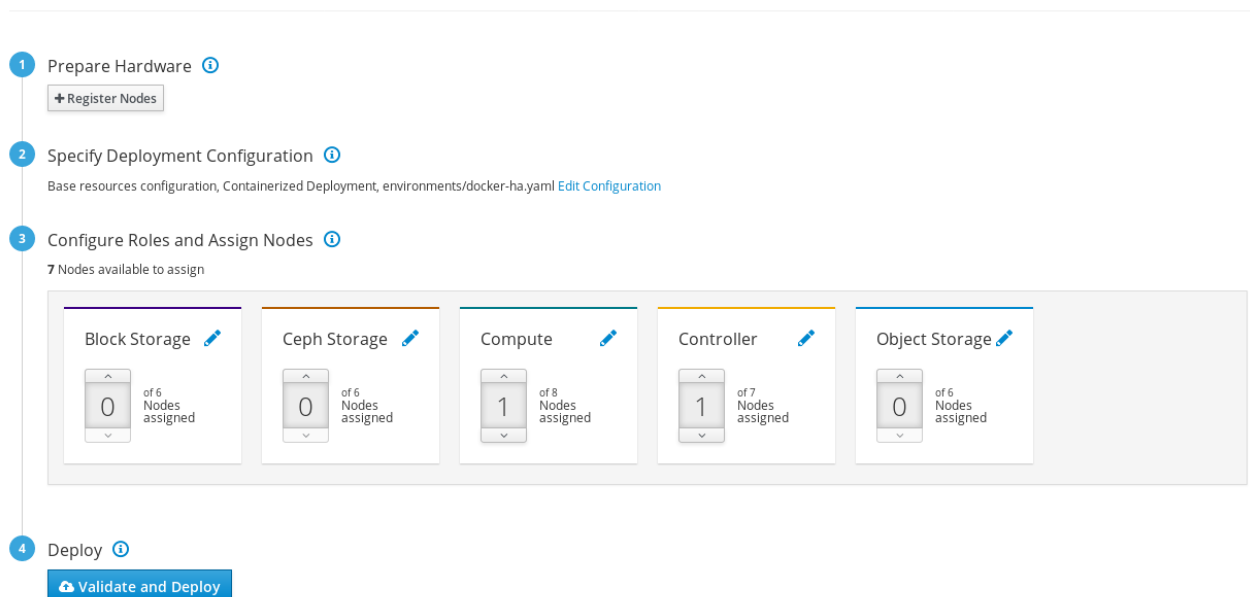 1 Prepare Hardware
+ Register Nodes
2 Specify Deployment Configuration
Base resources configuration, Containerized Deployment, environments/docker-ha.yaml Edit Configuration
3 Configure Roles and Assign Nodes
7 Nodes available to assign
Block Storage
0
of 6
Nodes
assigned
Ceph Storage
0
of 6
Nodes
assigned
Compute
1
of 8
Nodes
assigned
Controller
1
of 7
Nodes
assigned
Object Storage
0
of 6
Nodes
assigned
4 Deploy
Validate and Deploy